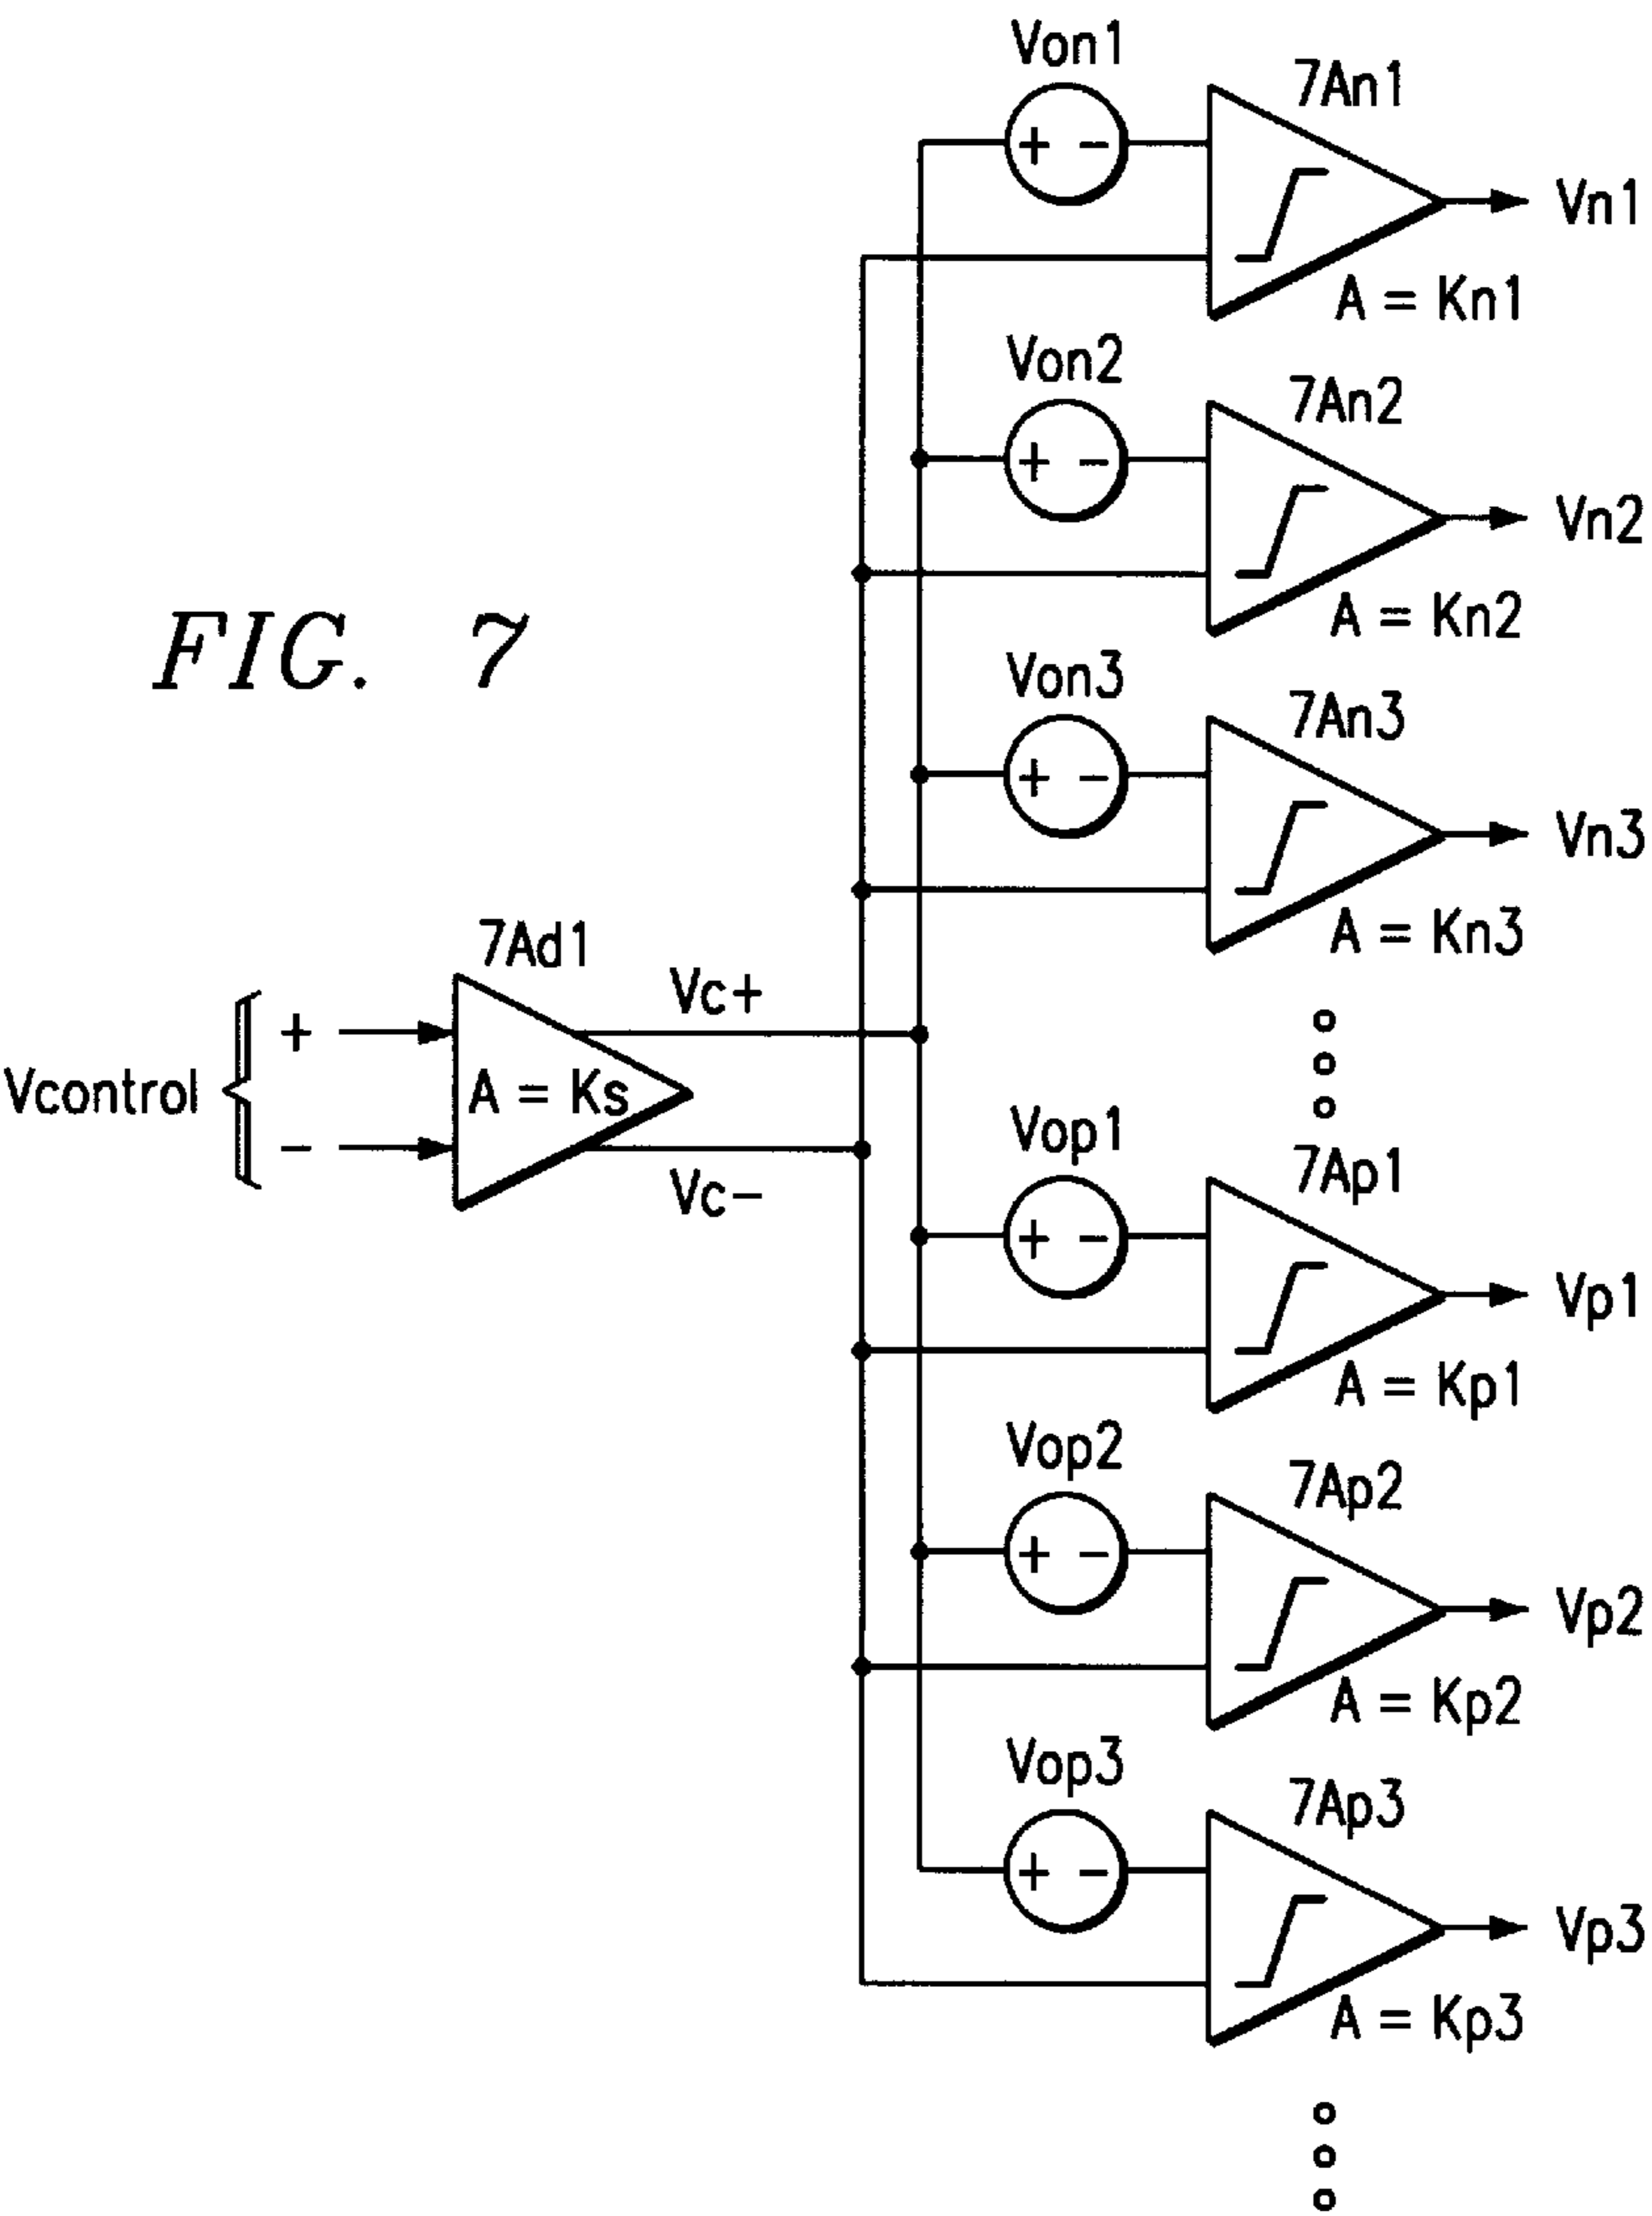 Von1
7An1
+ -
Vn1
A = Kn1
Von2
7An2
+ -
Vn2
A = Kn2
FIG. 7
Von3
7An3
+ -
Vn3
A = Kn3
7Ad1
Vc+
+
Vcontrol
A = Ks
-
Vc-
Vop1
7Ap1
+ -
Vp1
A = Kp1
Vop2
7Ap2
+ -
Vp2
A = Kp2
Vop3
7Ap3
+ -
Vp3
A = Kp3